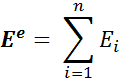 E^e = \sum_{i=1}^{n} E_i